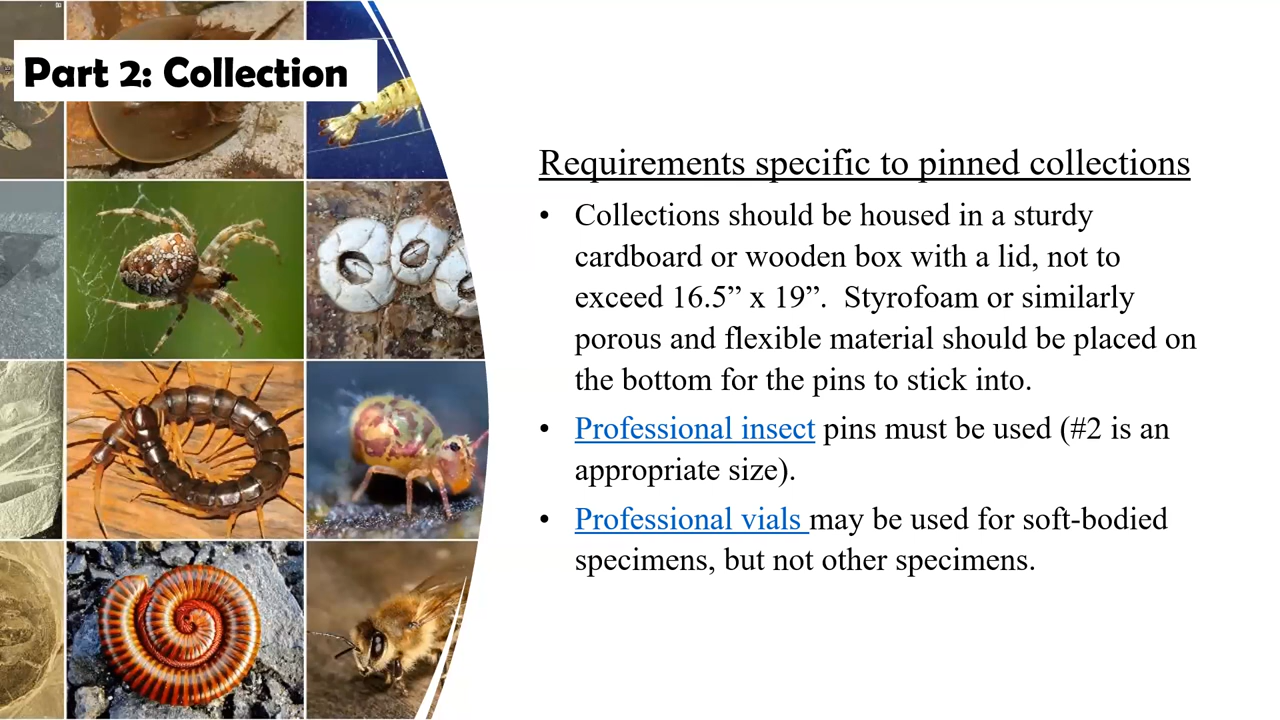 Part 2: Collection
Requirements specific to pinned collections
• Collections should be housed in a sturdy
cardboard or wooden box with a lid, not to
exceed 16.5” x 19”.  Styrofoam or similarly
porous and flexible material should be placed on
the bottom for the pins to stick into.
• Professional insect pins must be used (#2 is an
appropriate size).
• Professional vials may be used for soft-bodied
specimens, but not other specimens.